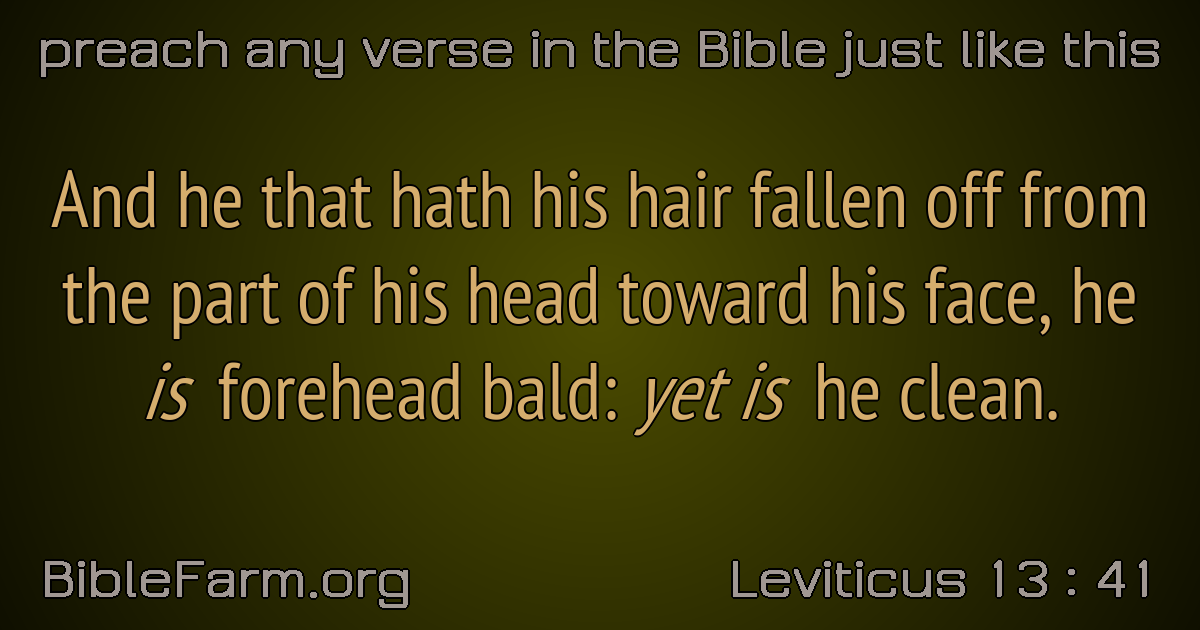 preach any verse in the Bible just like this
And he that hath his hair fallen off from
the part of his head toward his face, he
is forehead bald: yet is he clean.
BibleFarm.org
Leviticus 13 : 41